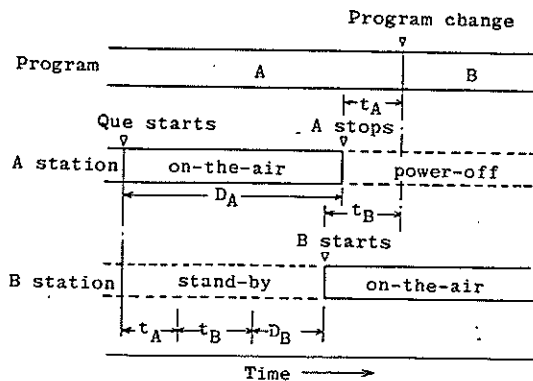 Program change
Program A B
t_A
Que starts A stops
A station on-the-air power-off
D_A t_B
B starts
B station stand-by on-the-air
t_A t_B D_B
Time